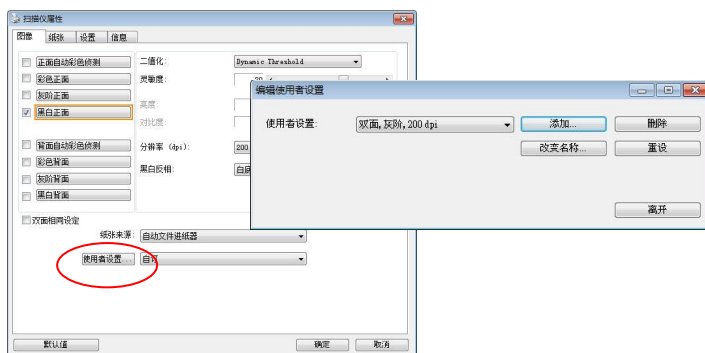 扫描仪属性
图像 纸张 设置 信息
正面自动彩色侦测
彩色正面
灰阶正面
黑白正面
背面自动彩色侦测
彩色背面
灰阶背面
黑白背面
二值化: Dynamic Threshold
灵敏度:
亮度:
对比度:
分辨率 (dpi): 200
黑白反相: 白底
双面相同设定
纸张来源: 自动文件进纸器
使用者设置... 自订
默认值 确定 取消
编辑使用者设置
使用者设置: 双面, 灰阶, 200 dpi 添加... 删除
改变名称... 重设
离开